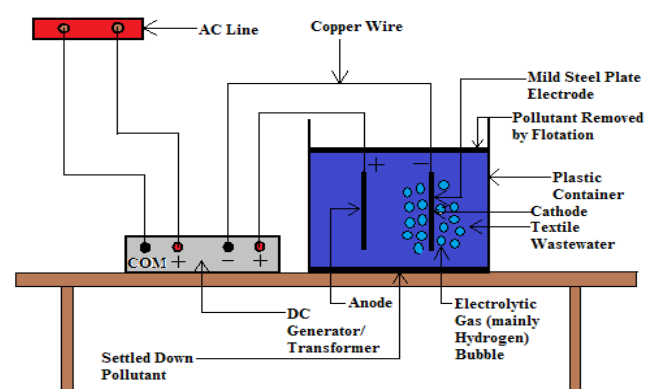 AC Line
Copper Wire
Mild Steel Plate
Electrode
Pollutant Removed
by Flotation
+
−
Plastic
Container
Cathode
Textile
Wastewater
COM + − +
Anode
DC
Generator/
Transformer
Electrolytic
Gas (mainly
Hydrogen)
Bubble
Settled Down
Pollutant